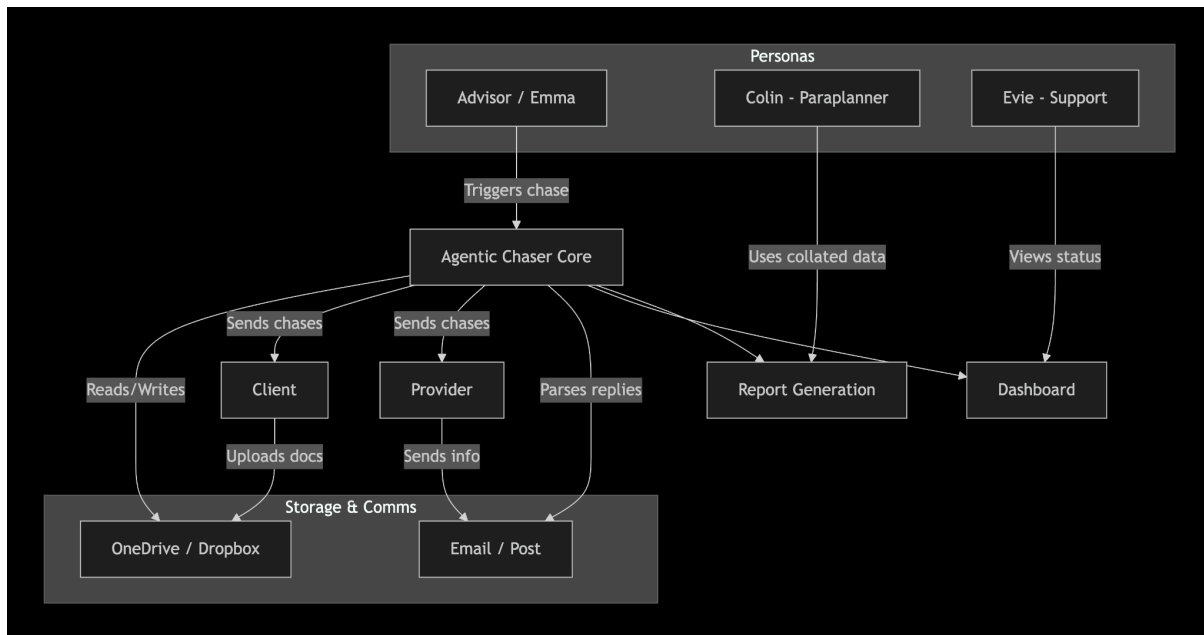 Personas
Advisor / Emma
Colin - Paraplanner
Evie - Support
Triggers chase
Agentic Chaser Core
Uses collated data
Views status
Sends chases
Sends chases
Reads/Writes
Client
Provider
Parses replies
Report Generation
Dashboard
Uploads docs
Sends info
Storage & Comms
OneDrive / Dropbox
Email / Post